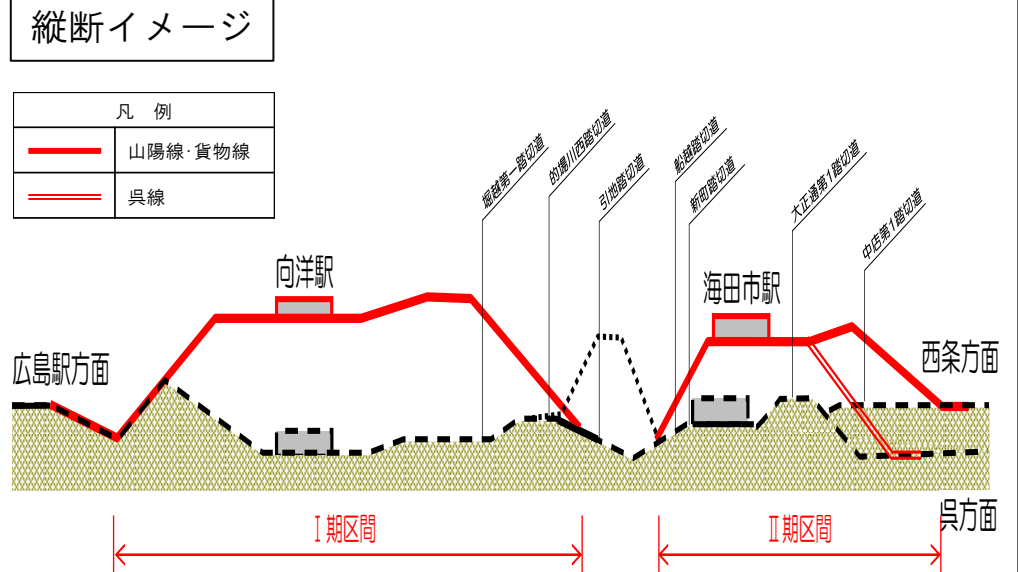 縦断イメージ
凡 例
山陽線・貨物線
呉線
堀越第一踏切道
的場川西踏切道
引地踏切道
船越踏切道
新町踏切道
大正通第1踏切道
中店第1踏切道
向洋駅
海田市駅
広島駅方面
西条方面
呉方面
Ⅰ期区間
Ⅱ期区間